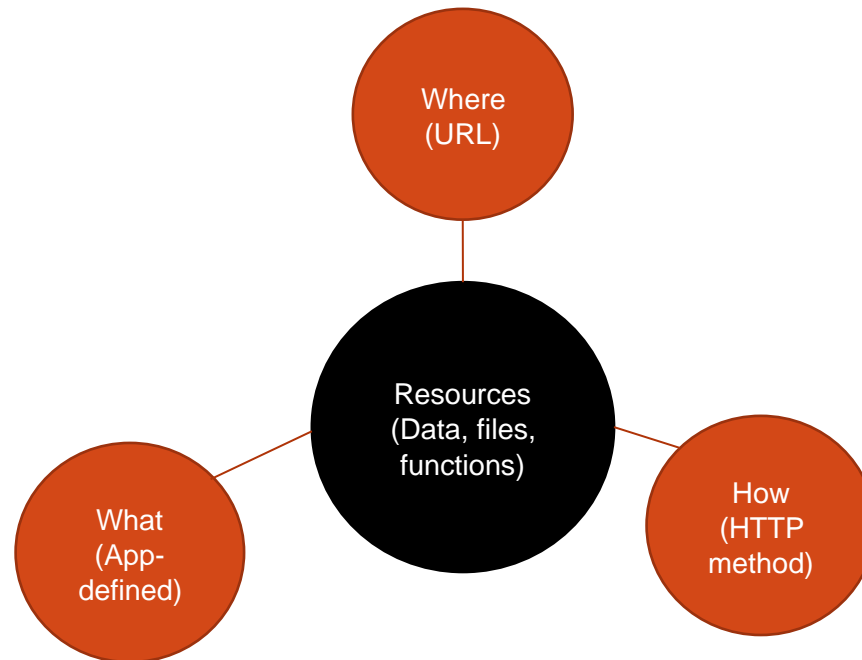 Where
(URL)
Resources
(Data, files,
functions)
What
(App-
defined)
How
(HTTP
method)